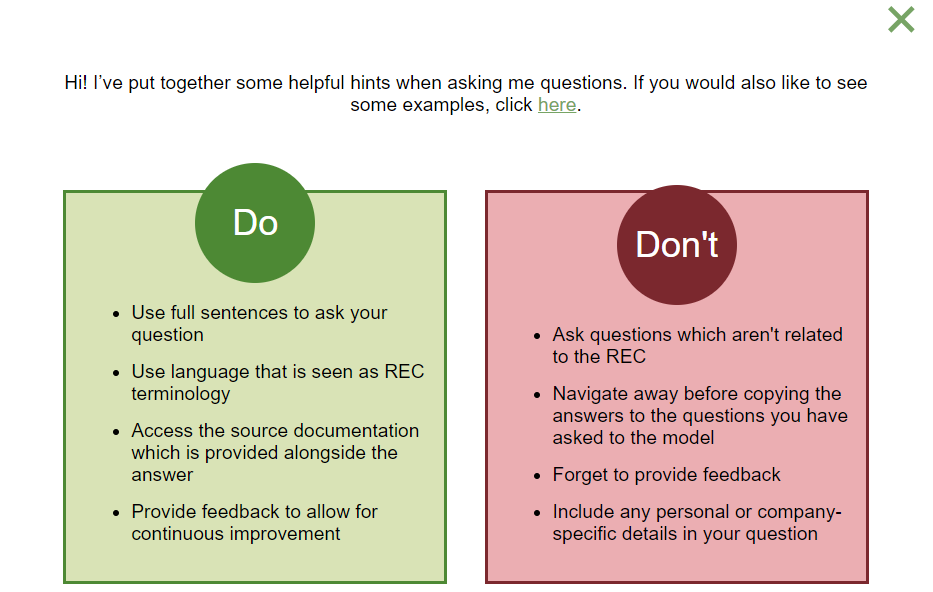 Hi! I’ve put together some helpful hints when asking me questions. If you would also like to see
some examples, click here.
Do
• Use full sentences to ask your
question
• Use language that is seen as REC
terminology
• Access the source documentation
which is provided alongside the
answer
• Provide feedback to allow for
continuous improvement
Don't
• Ask questions which aren't related
to the REC
• Navigate away before copying the
answers to the questions you have
asked to the model
• Forget to provide feedback
• Include any personal or company-
specific details in your question